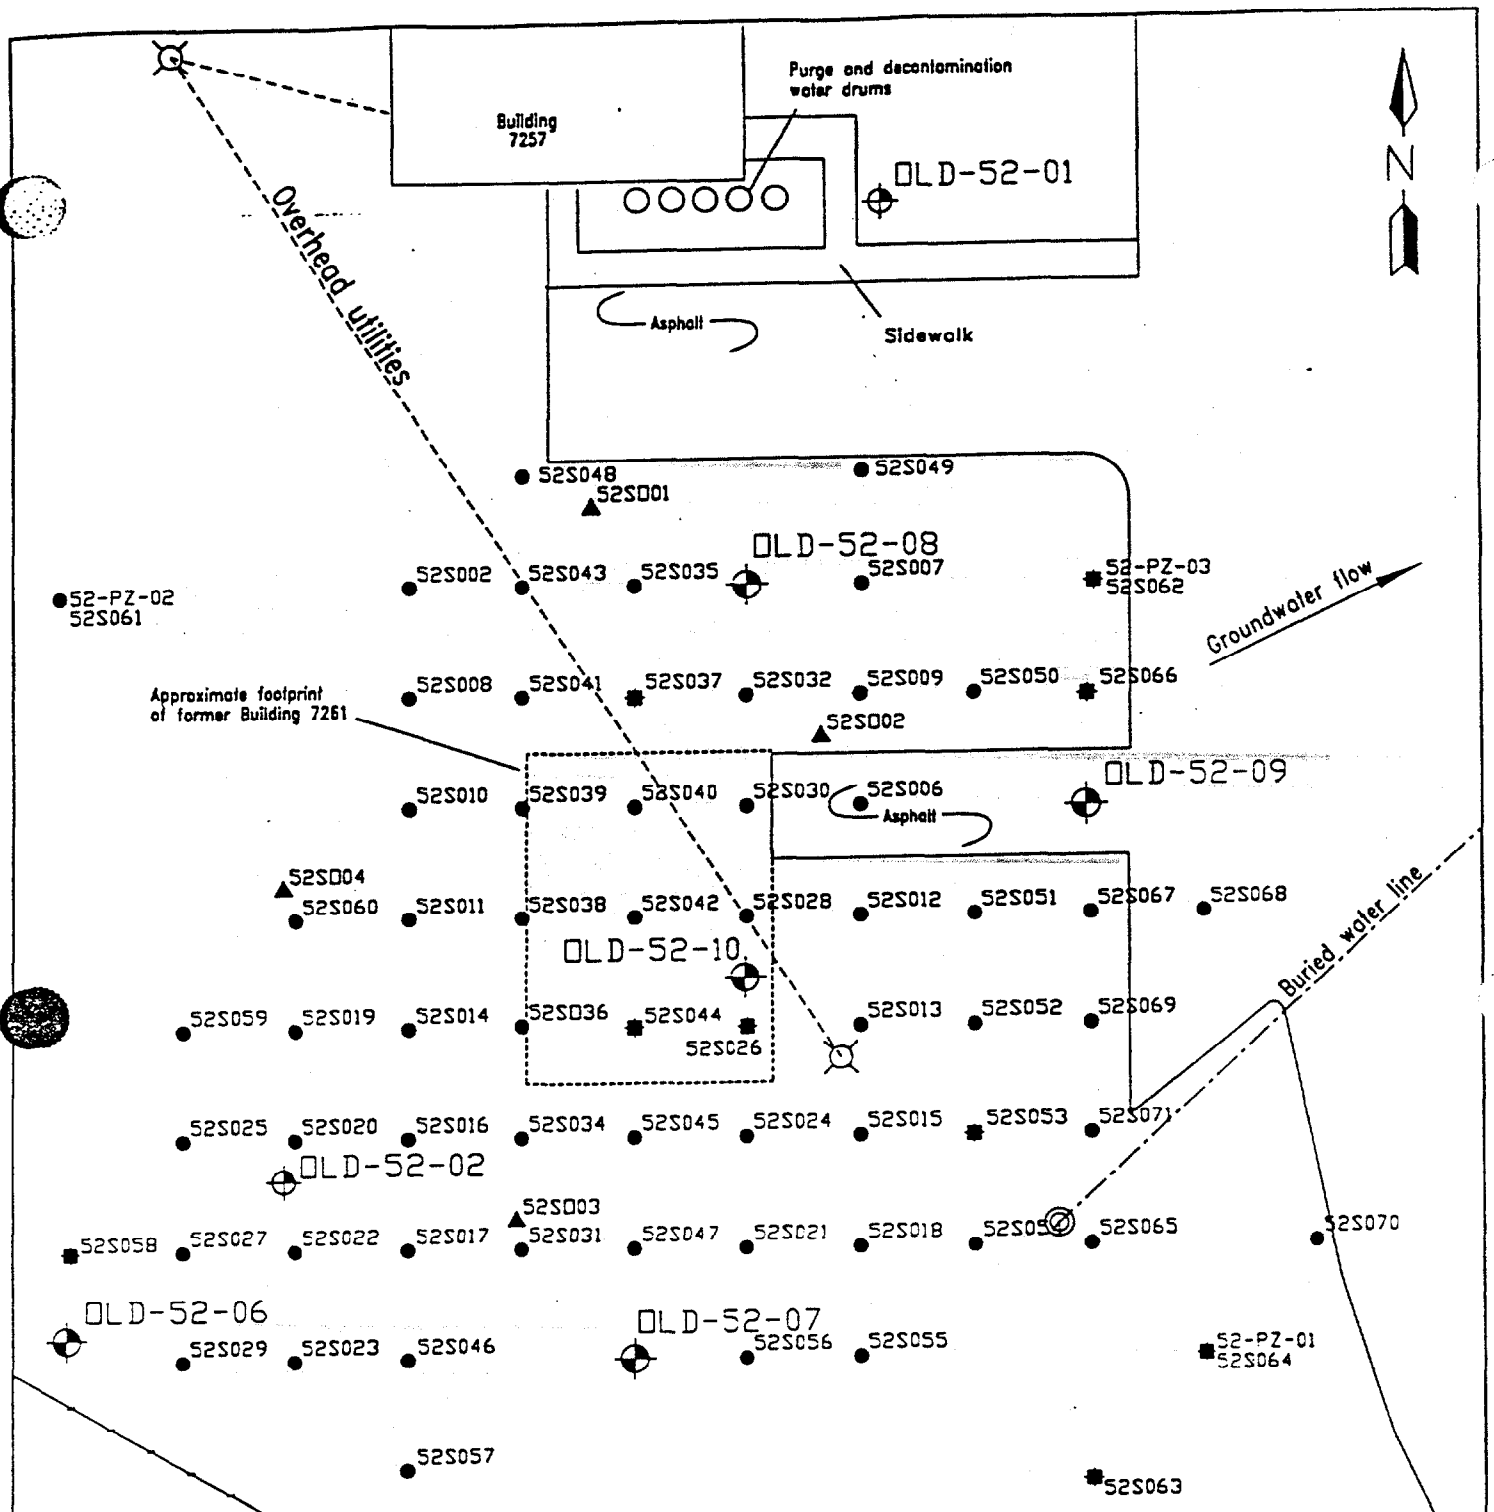 Purge and decontamination
water drums
Building
7257
OLD-52-01
N
Overhead utilities
Asphalt
Sidewalk
52S048
52S049
52S001
OLD-52-08
52S002
52S043
52S035
52S007
52-PZ-03
52S062
52-PZ-02
52S061
Groundwater flow
52S008
52S041
52S037
52S032
52S009
52S050
52S066
Approximate footprint
of former Building 7261
52S002
OLD-52-09
52S010
52S039
52S040
52S030
52S006
Asphalt
52S004
52S060
52S011
52S038
52S042
52S028
52S012
52S051
52S067
52S068
OLD-52-10
Buried water line
52S059
52S019
52S014
52S036
52S044
52S026
52S013
52S052
52S069
52S025
52S020
52S016
52S034
52S045
52S024
52S015
52S053
52S071
OLD-52-02
52S003
52S058
52S027
52S022
52S017
52S031
52S047
52S021
52S018
52S065
52S070
OLD-52-06
OLD-52-07
52S029
52S023
52S046
52S056
52S055
52-PZ-01
52S064
52S057
52S063